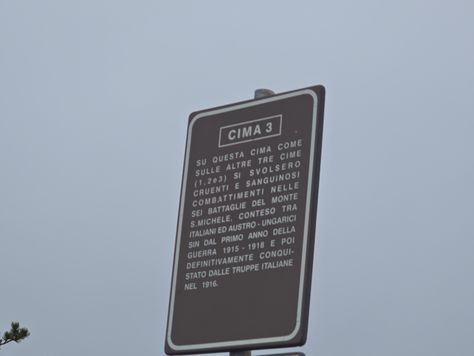 CIMA 3
SU QUESTA CIMA COME
SULLE ALTRE TRE CIME
(1,2e3) SI SVOLSERO
CRUENTI E SANGUINOSI
COMBATTIMENTI NELLE
SEI BATTAGLIE DEL MONTE
S.MICHELE, CONTESO TRA
ITALIANI ED AUSTRO-UNGARICI
SIN DAL PRIMO ANNO DELLA
GUERRA 1915-1918 E POI
DEFINITIVAMENTE CONQUI-
STATO DALLE TRUPPE ITALIANE
NEL 1916.